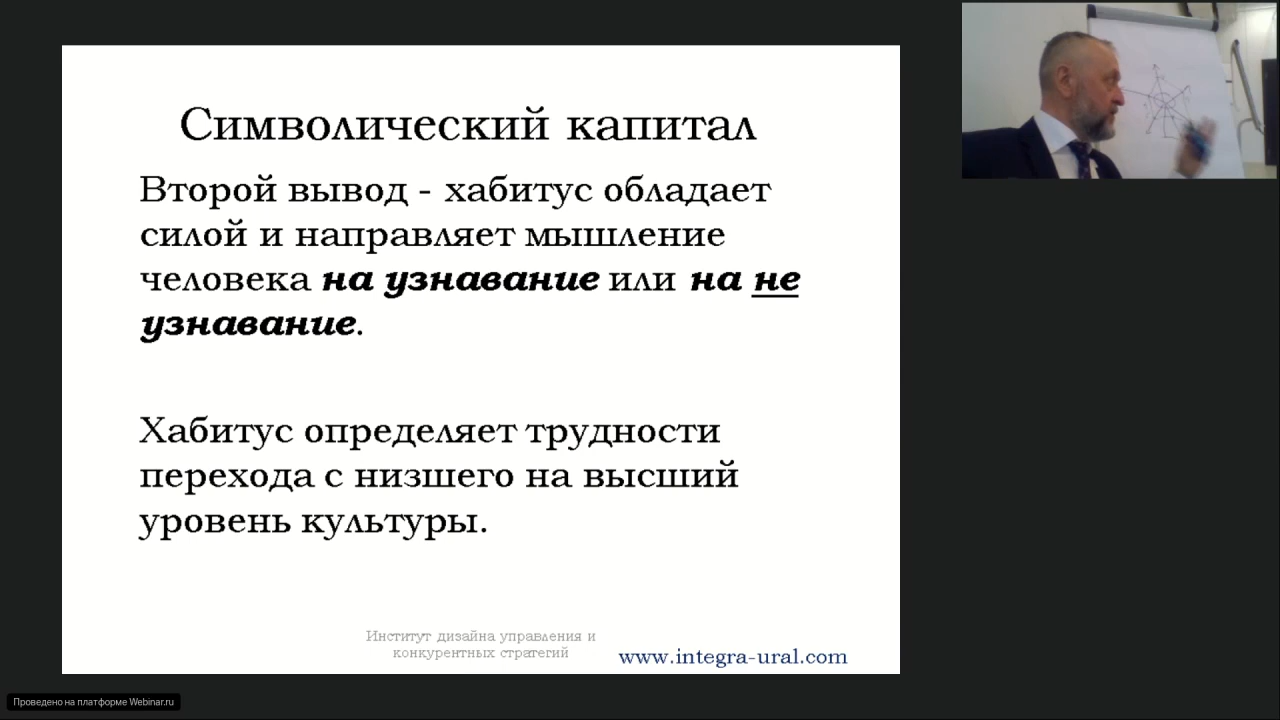 Символический капитал
Второй вывод - хабитус обладает
силой и направляет мышление
человека на узнавание или на не
узнавание.
Хабитус определяет трудности
перехода с низшего на высший
уровень культуры.
Институт дизайна управления и
конкурентных стратегий
www.integra-ural.com
Проведено на платформе Webinar.ru